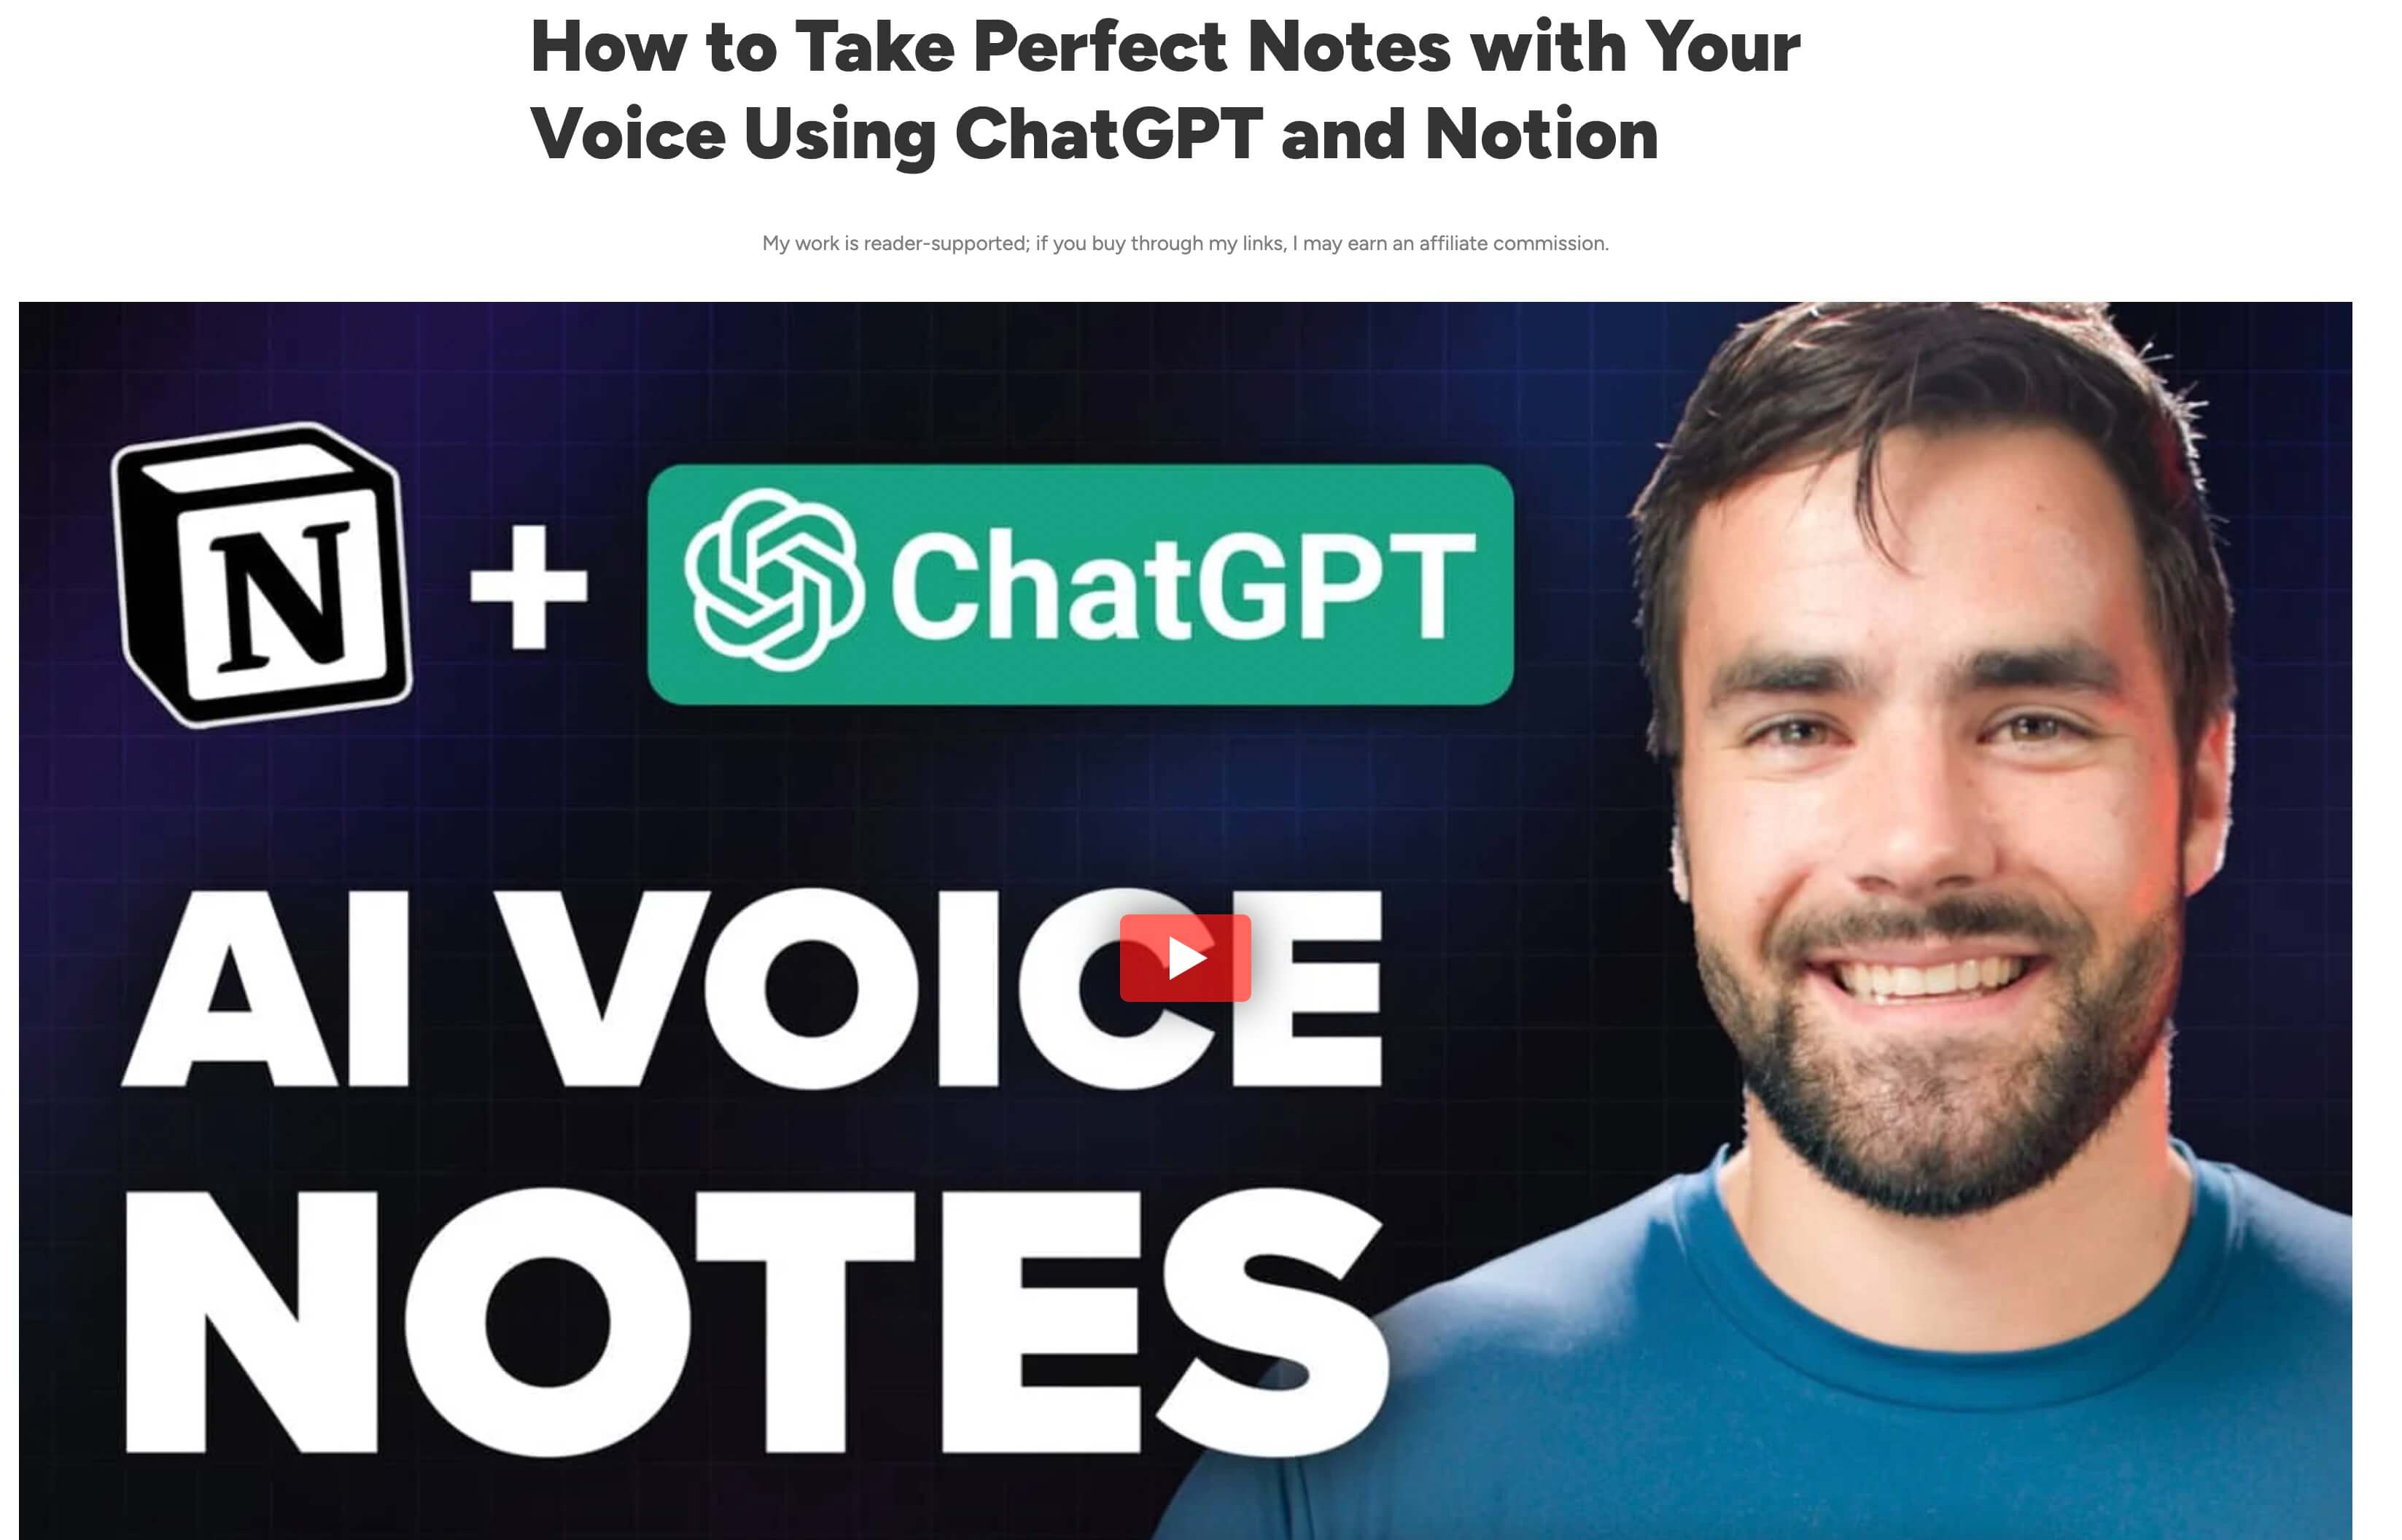 How to Take Perfect Notes with Your
Voice Using ChatGPT and Notion
My work is reader-supported; if you buy through my links, I may earn an affiliate commission.
N + ChatGPT
AI VOICE
NOTES